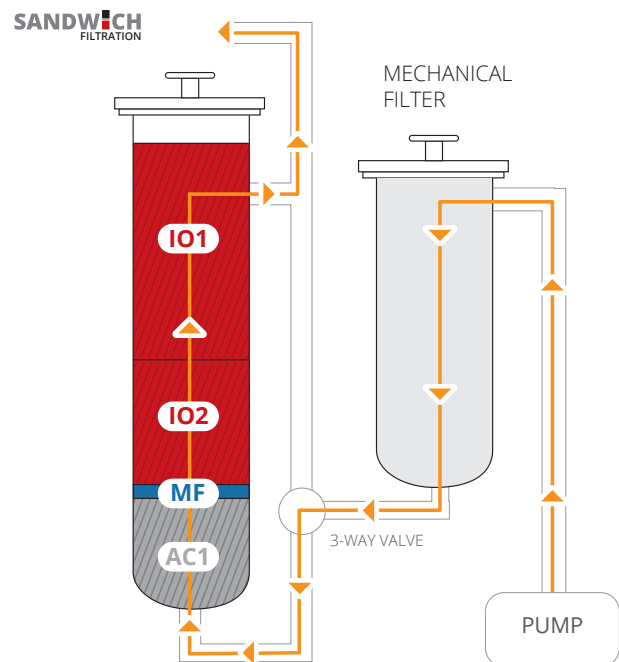 SANDWICH
FILTRATION
MECHANICAL
FILTER
IO1
IO2
MF
AC1
3-WAY VALVE
PUMP